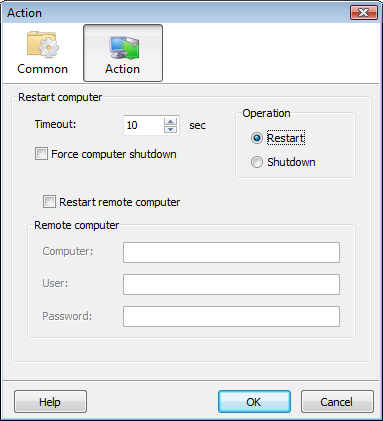 Action
Common
Action
Restart computer
Timeout: 10 sec
Operation
Restart
Force computer shutdown
Shutdown
Restart remote computer
Remote computer
Computer:
User:
Password:
Help OK Cancel